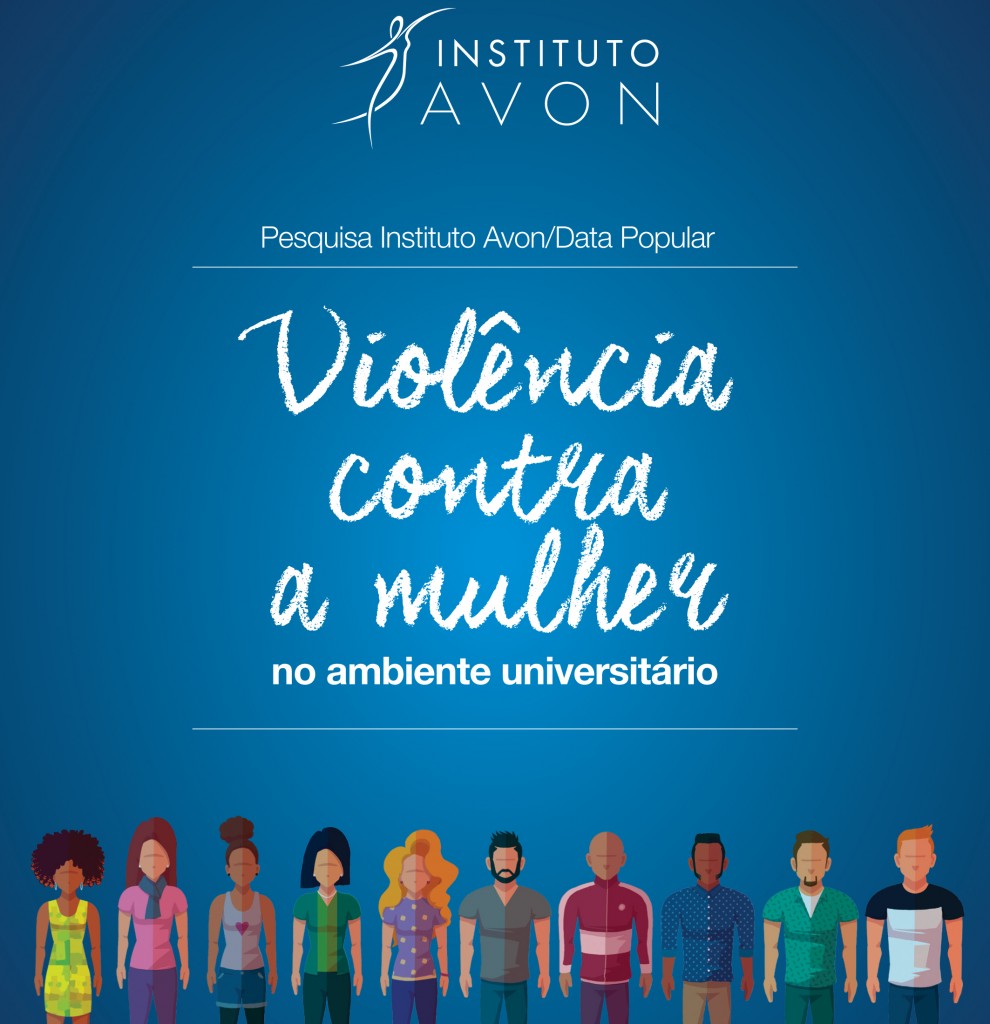 INSTITUTO
AVON
Pesquisa Instituto Avon/Data Popular
Violência
contra
a mulher
no ambiente universitário